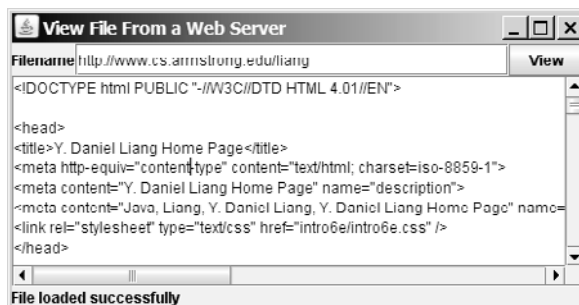 View File From a Web Server
Filename http://www.cs.armstrong.edu/liang View
<!DOCTYPE html PUBLIC "-//W3C//DTD HTML 4.01//EN">
<head>
<title>Y. Daniel Liang Home Page</title>
<meta http-equiv="content-type" content="text/html; charset=iso-8859-1">
<meta content="Y. Daniel Liang Home Page" name="description">
<meta content="Java, Liang, Y. Daniel Liang, Y. Daniel Liang Home Page" name=
<link rel="stylesheet" type="text/css" href="intro6e/intro6e.css" />
</head>
File loaded successfully